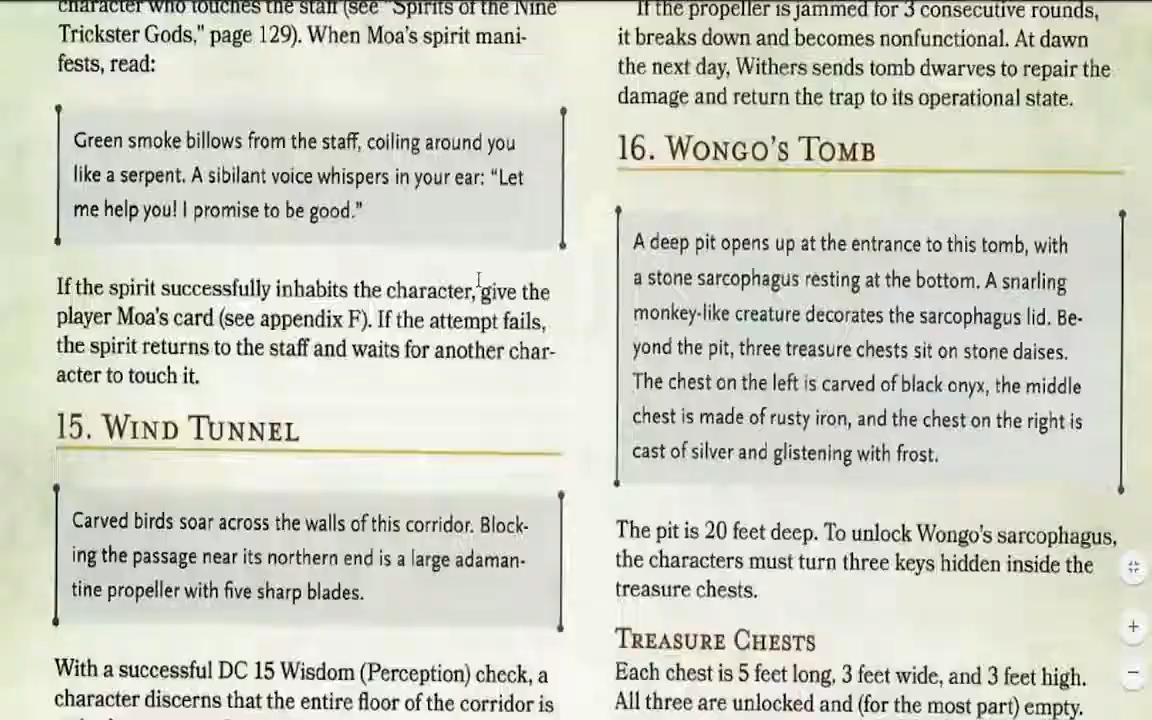 character who touches the staff (see "Spirits of the Nine
Trickster Gods," page 129). When Moa's spirit mani-
fests, read:
Green smoke billows from the staff, coiling around you
like a serpent. A sibilant voice whispers in your ear: “Let
me help you! I promise to be good.”
If the spirit successfully inhabits the character, give the
player Moa's card (see appendix F). If the attempt fails,
the spirit returns to the staff and waits for another char-
acter to touch it.
15. Wind Tunnel
Carved birds soar across the walls of this corridor. Block-
ing the passage near its northern end is a large adaman-
tine propeller with five sharp blades.
With a successful DC 15 Wisdom (Perception) check, a
character discerns that the entire floor of the corridor is
If the propeller is jammed for 3 consecutive rounds,
it breaks down and becomes nonfunctional. At dawn
the next day, Withers sends tomb dwarves to repair the
damage and return the trap to its operational state.
16. Wongo's Tomb
A deep pit opens up at the entrance to this tomb, with
a stone sarcophagus resting at the bottom. A snarling
monkey-like creature decorates the sarcophagus lid. Be-
yond the pit, three treasure chests sit on stone daises.
The chest on the left is carved of black onyx, the middle
chest is made of rusty iron, and the chest on the right is
cast of silver and glistening with frost.
The pit is 20 feet deep. To unlock Wongo's sarcophagus,
the characters must turn three keys hidden inside the
treasure chests.
Treasure Chests
Each chest is 5 feet long, 3 feet wide, and 3 feet high.
All three are unlocked and (for the most part) empty.